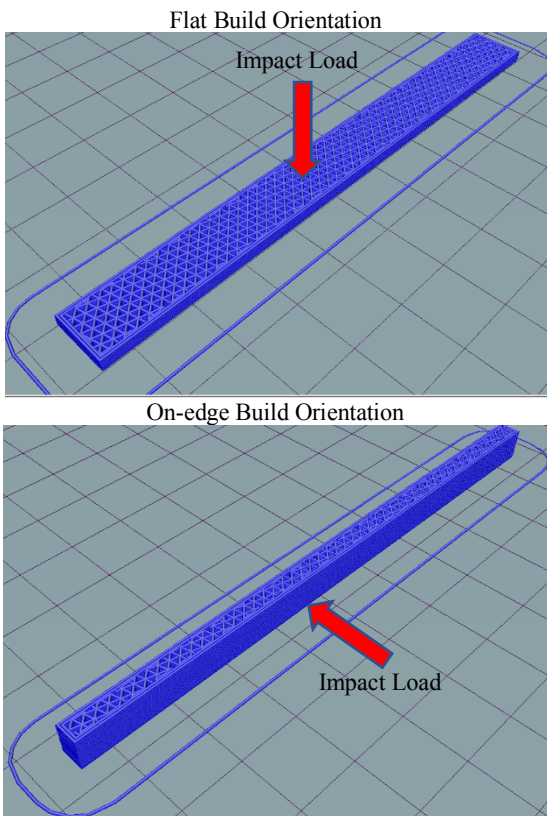 Flat Build Orientation
Impact Load
On-edge Build Orientation
Impact Load